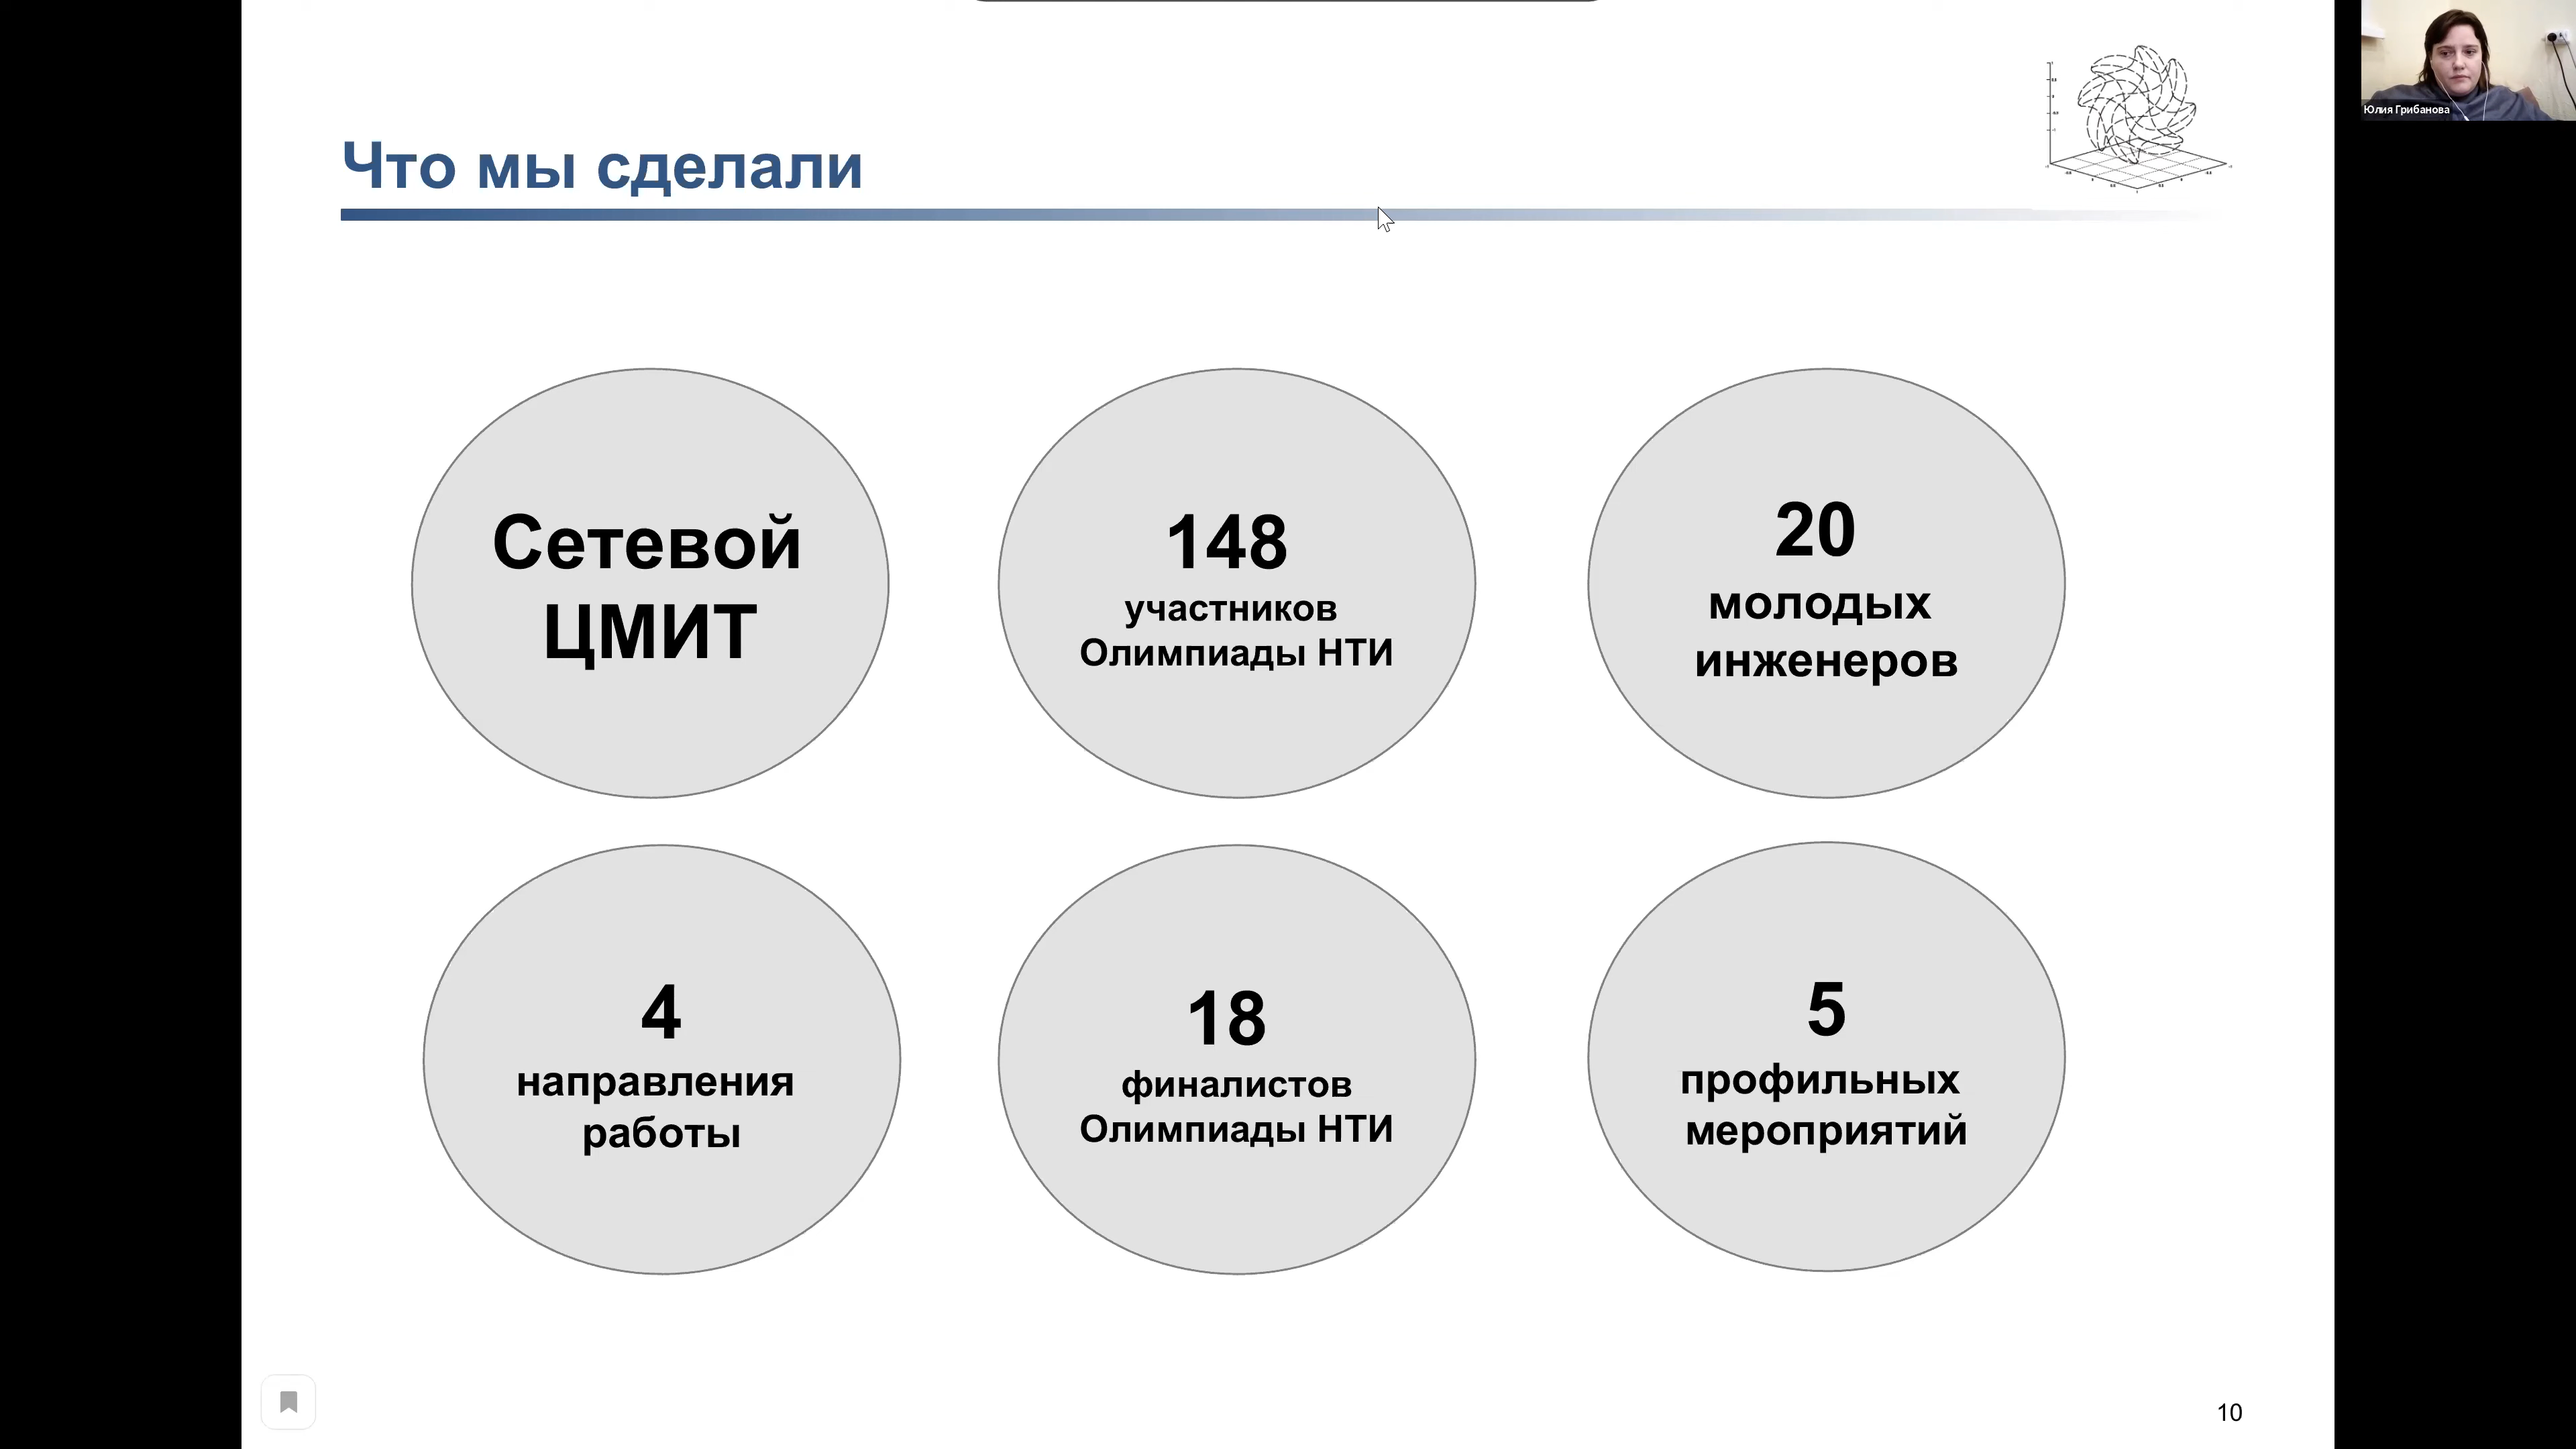 Юлия Грибанова
Что мы сделали
Сетевой
ЦМИТ
148
участников
Олимпиады НТИ
20
молодых
инженеров
4
направления
работы
18
финалистов
Олимпиады НТИ
5
профильных
мероприятий
10